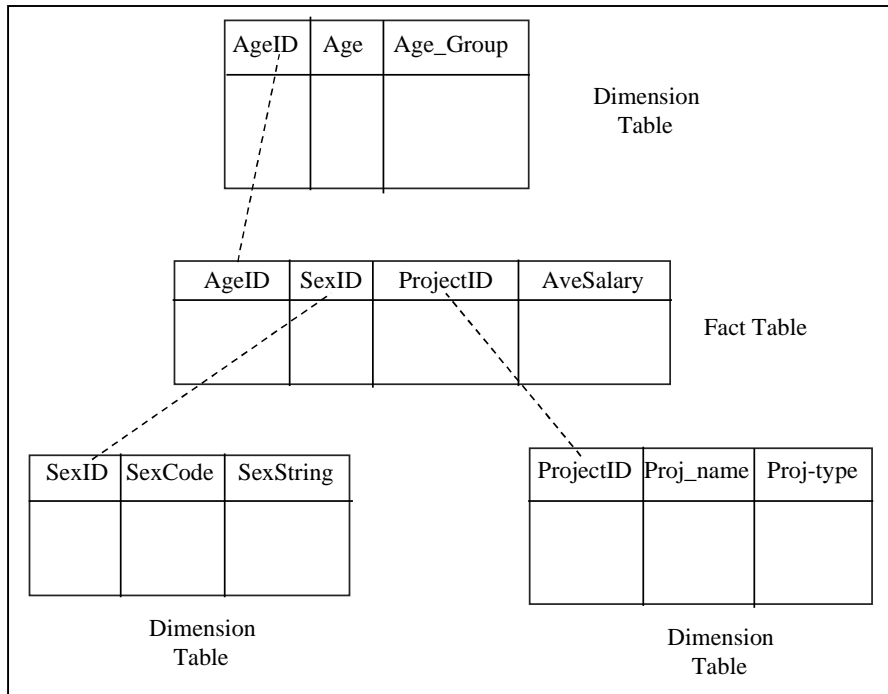 AgeID Age Age_Group
Dimension
Table
AgeID SexID ProjectID AveSalary
Fact Table
SexID SexCode SexString
ProjectID Proj_name Proj-type
Dimension
Table
Dimension
Table